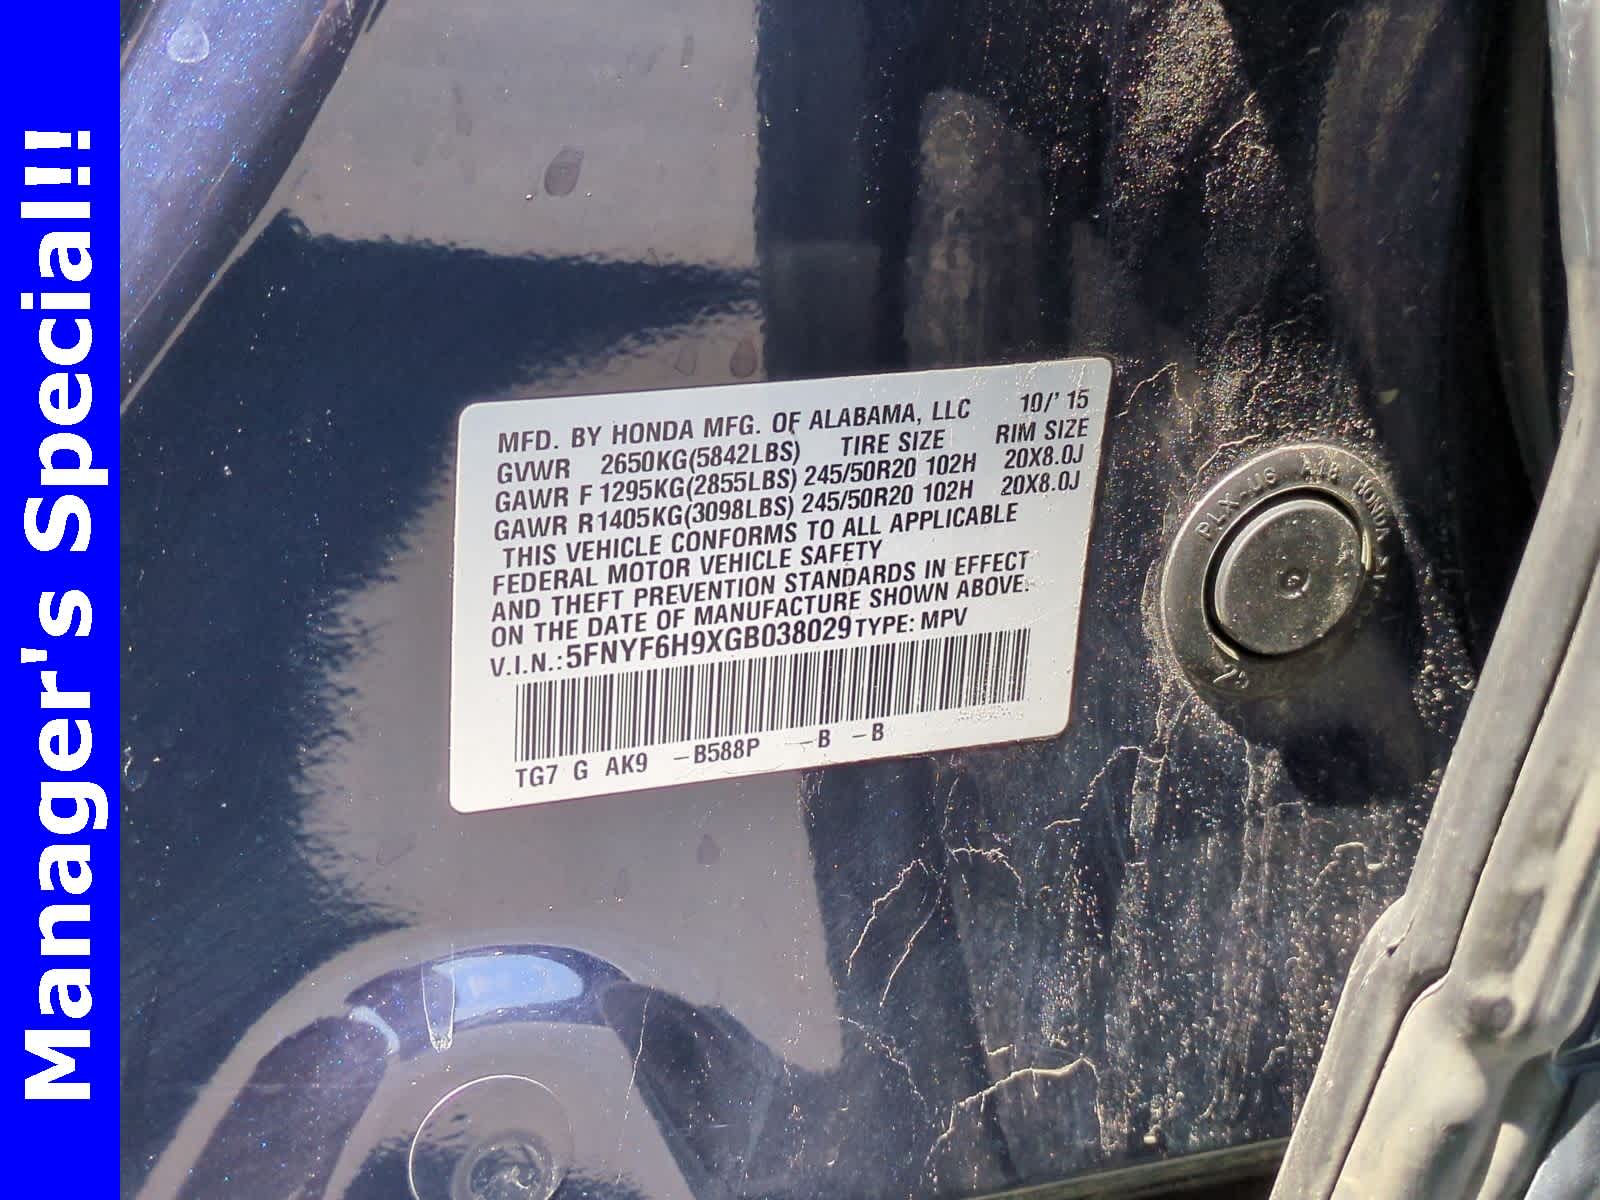 Manager's Special!!!
MFD. BY HONDA MFG. OF ALABAMA, LLC 10/' 15
GVWR 2650KG(5842LBS) TIRE SIZE RIM SIZE
GAWR F 1295KG(2855LBS) 245/50R20 102H 20X8.0J
GAWR R 1405KG(3098LBS) 245/50R20 102H 20X8.0J
THIS VEHICLE CONFORMS TO ALL APPLICABLE
FEDERAL MOTOR VEHICLE SAFETY
AND THEFT PREVENTION STANDARDS IN EFFECT
ON THE DATE OF MANUFACTURE SHOWN ABOVE.
V.I.N.: 5FNYF6H9XGB038029 TYPE: MPV
TG7 G AK9 -B588P -B -B
HONDA